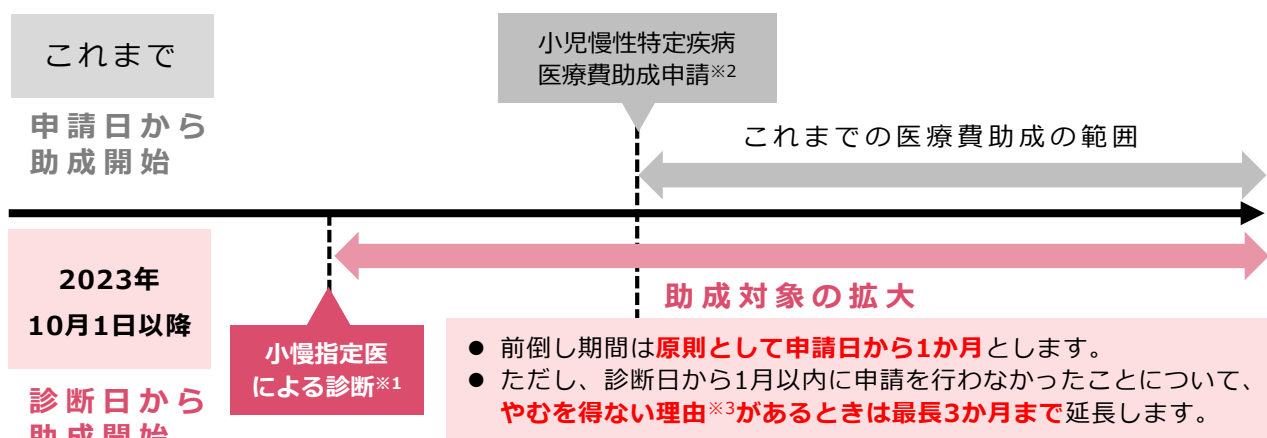 これまで
申請日から
助成開始
小児慢性特定疾病
医療費助成申請※2
これまでの医療費助成の範囲
2023年
10月1日以降
診断日から
助成開始
小慢指定医
による診断※1
助成対象の拡大
● 前倒し期間は原則として申請日から1か月とします。
● ただし、診断日から1月以内に申請を行わなかったことについて、
やむを得ない理由※3があるときは最長3か月まで延長します。